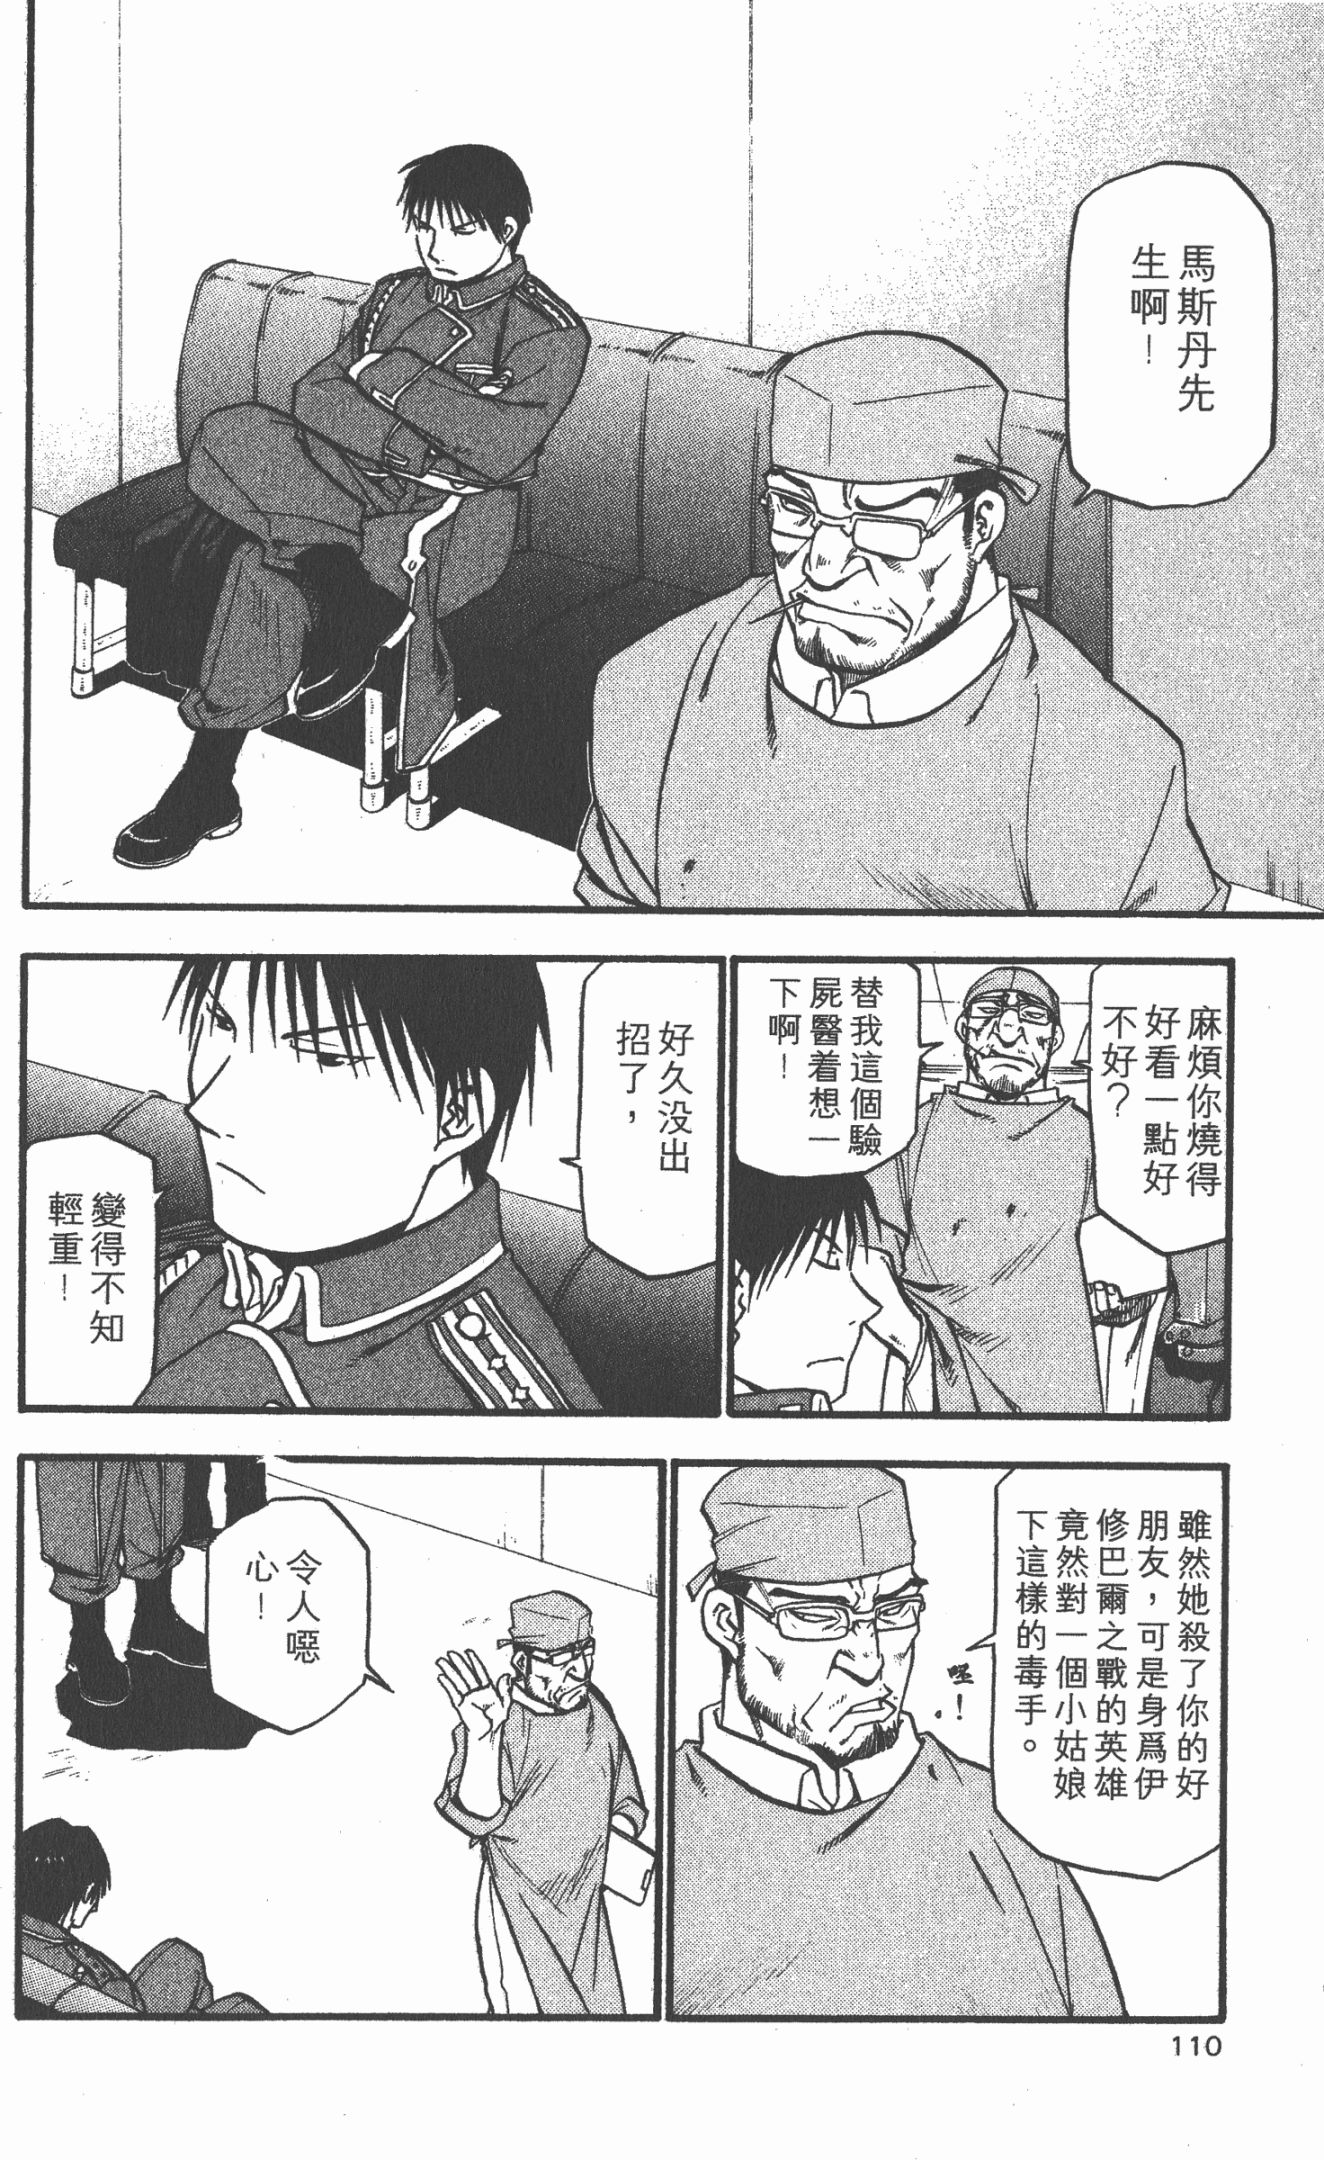 馬斯丹先
生啊！
麻煩你燒得
好看一點好
不好？
替我這個驗
屍醫着想一
下啊！
好久没出
招了，
變得不知
輕重！
雖然她殺了你的好
朋友，可是身爲伊
修巴爾之戰的英雄
竟然對一個小姑娘
下這樣的毒手。
呸！
令人噁
心！
110